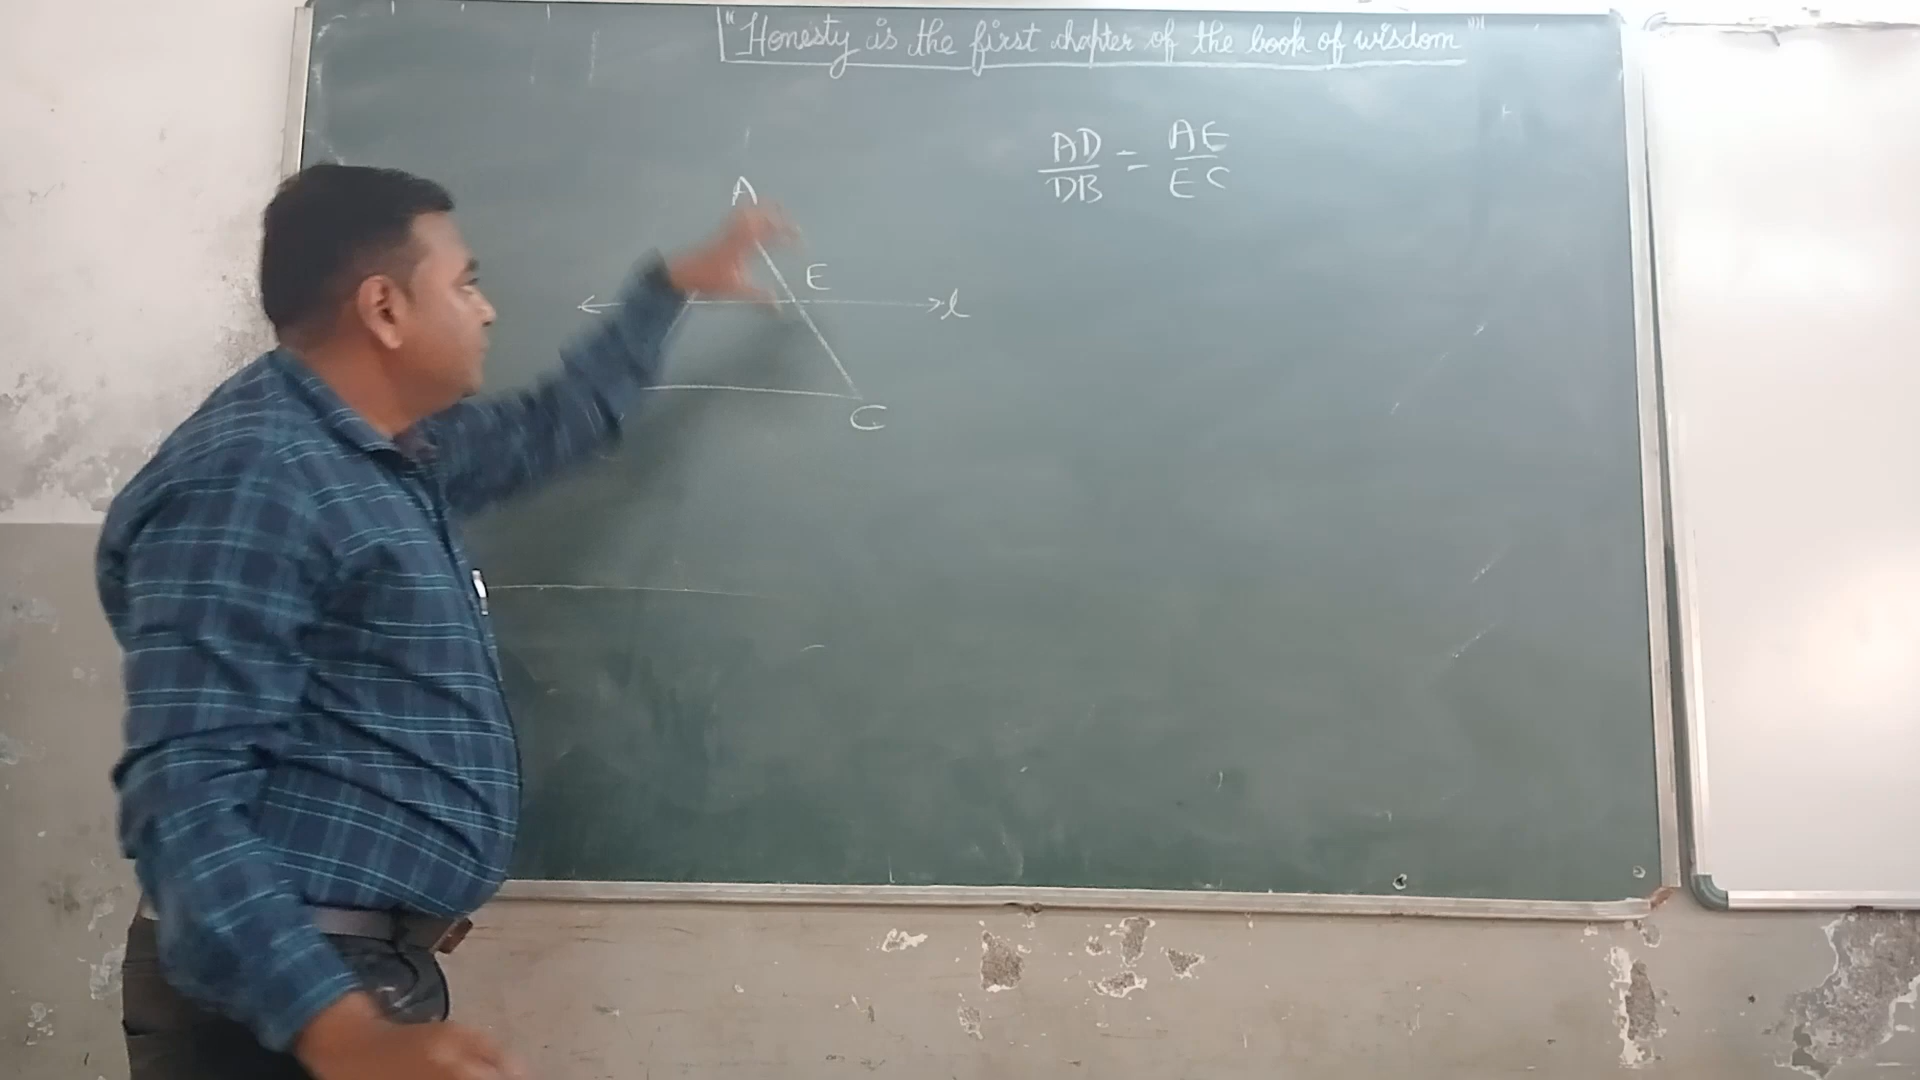 "Honesty is the first chapter of the book of wisdom"
AD/DB = AE/EC
A
E
l
C